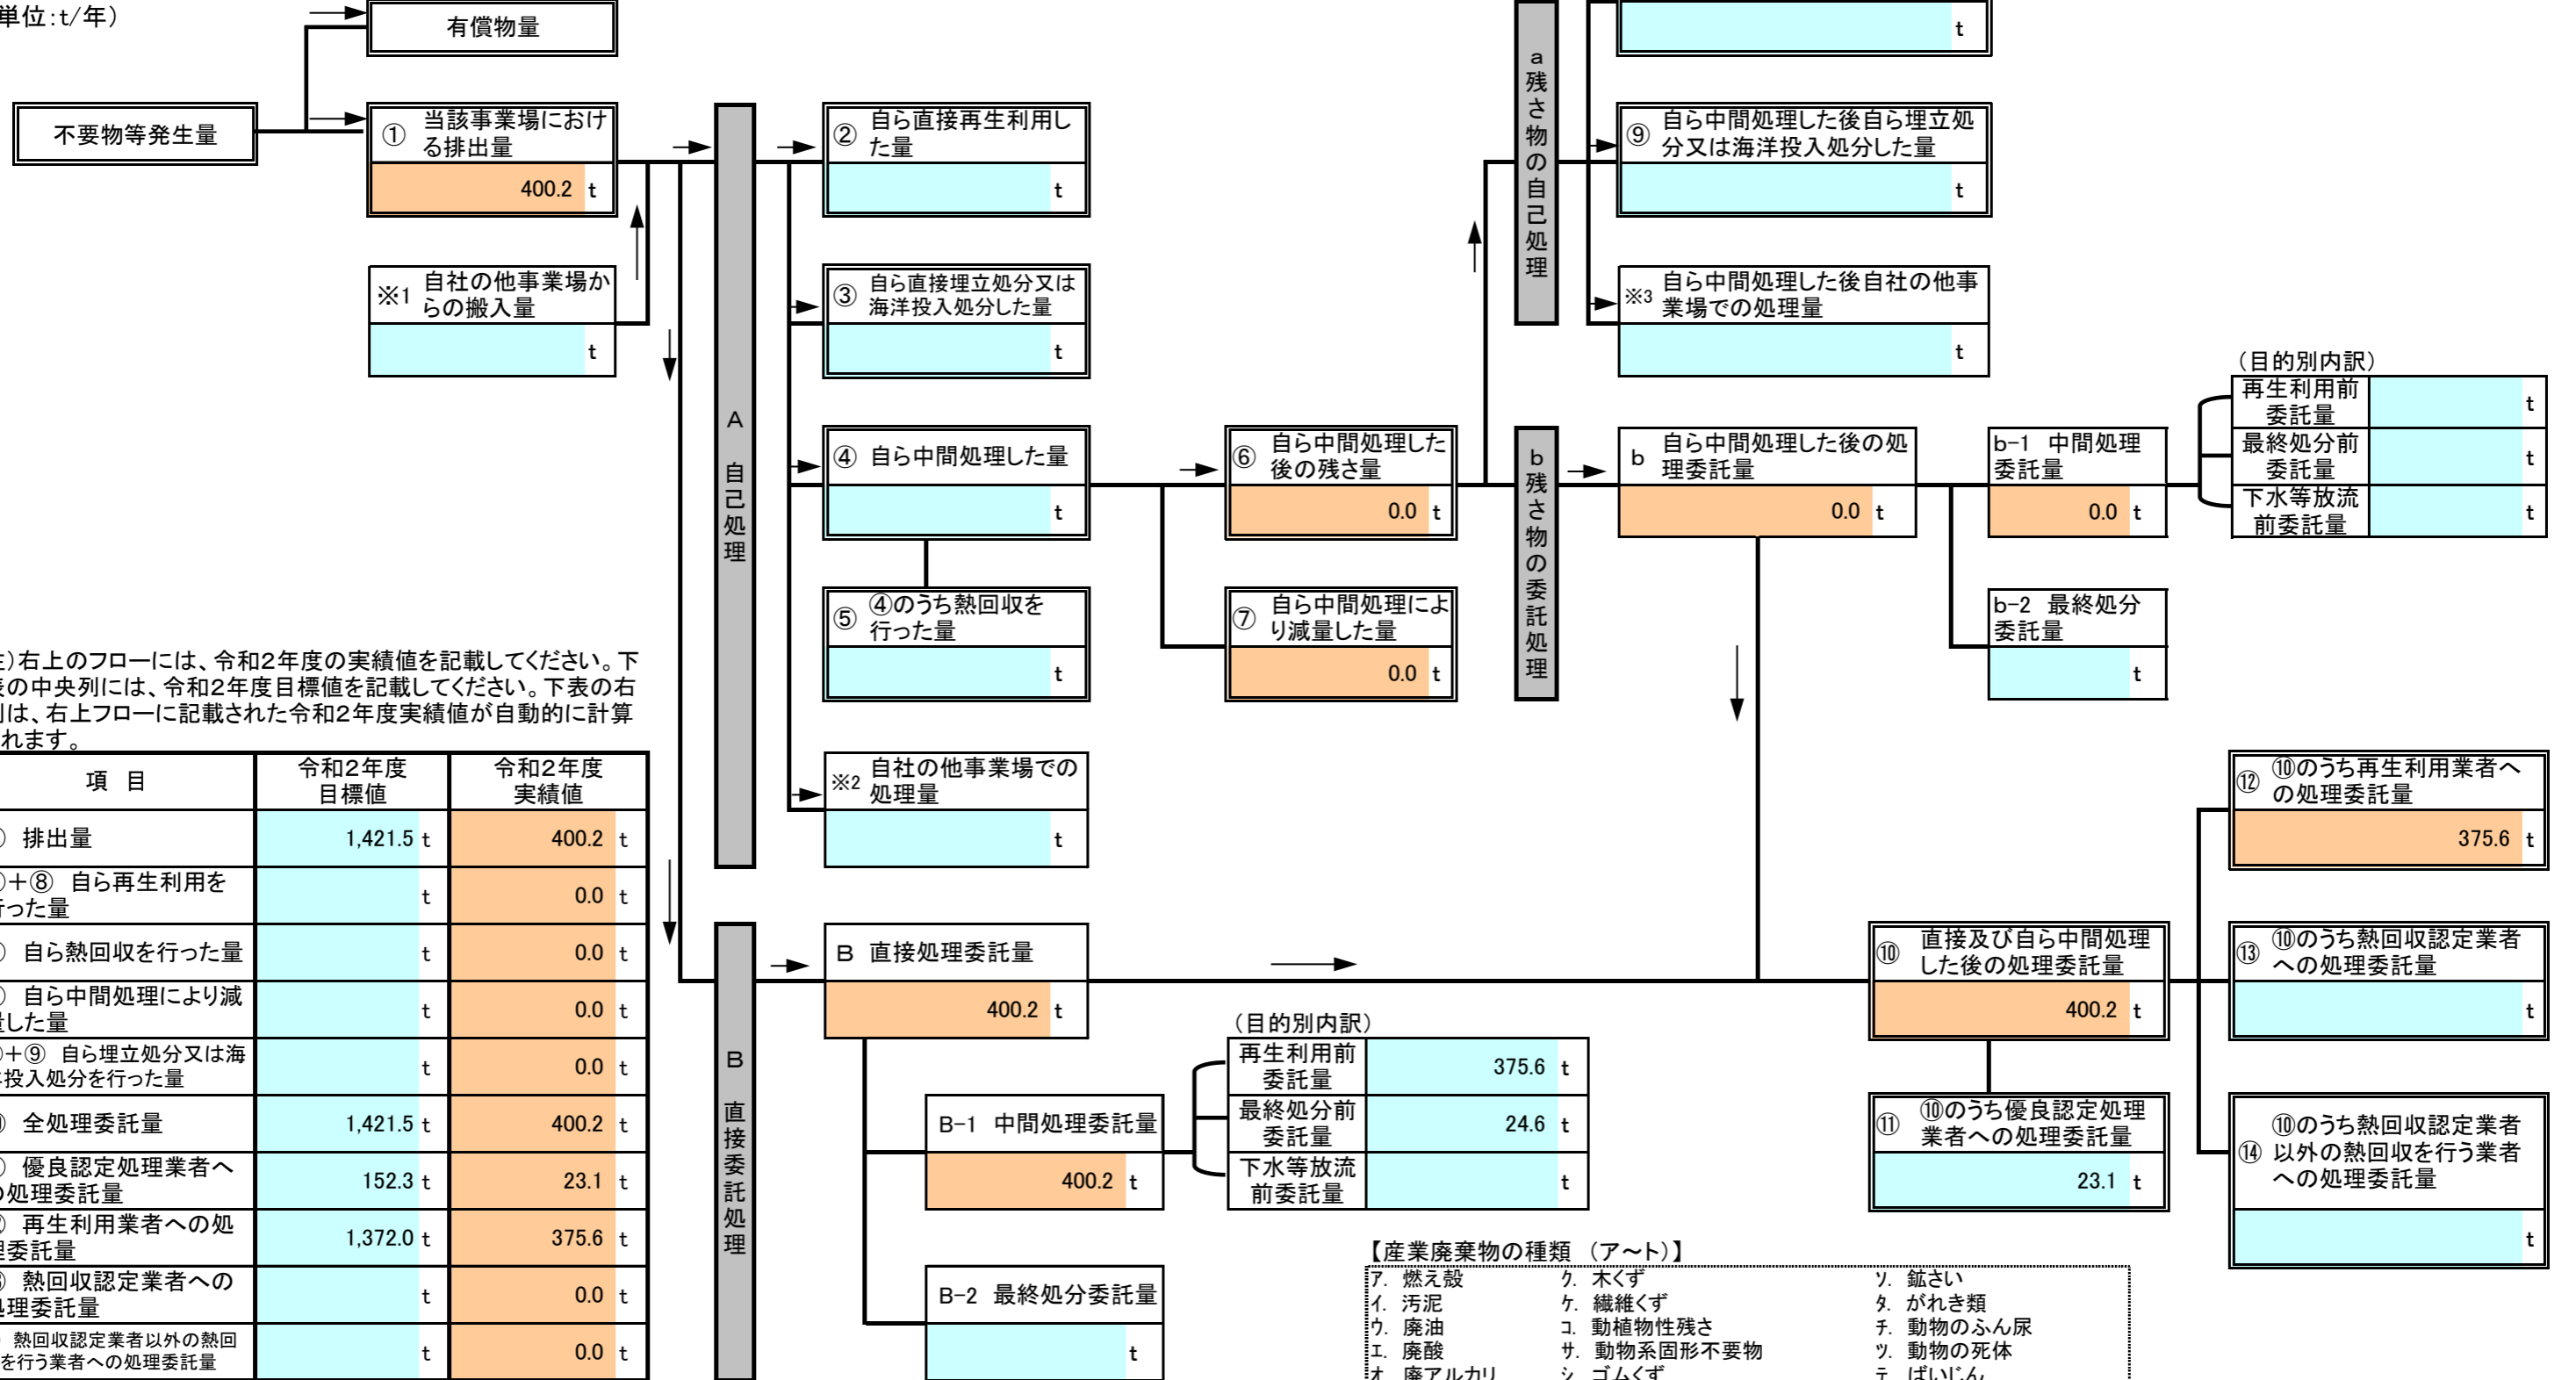 単位:t/年)
有償物量
不要物等発生量
① 当該事業場におけ
る排出量
400.2 t
※1 自社の他事業場か
らの搬入量
t
A 自己処理
② 自ら直接再生利用し
た量
t
③ 自ら直接埋立処分又は
海洋投入処分した量
t
④ 自ら中間処理した量
t
⑤ ④のうち熱回収を
行った量
t
※2 自社の他事業場での
処理量
t
⑥ 自ら中間処理した
後の残さ量
0.0 t
⑦ 自ら中間処理によ
り減量した量
0.0 t
a 残さ物の自己処理
t
⑨ 自ら中間処理した後自ら埋立処
分又は海洋投入処分した量
t
※3 自ら中間処理した後自社の他事
業場での処理量
t
b 残さ物の委託処理
b 自ら中間処理した後の処
理委託量
0.0 t
b-1 中間処理
委託量
0.0 t
(目的別内訳)
再生利用前
委託量
t
最終処分前
委託量
t
下水等放流
前委託量
t
b-2 最終処分
委託量
t
)右上のフローには、令和2年度の実績値を記載してください。下
表の中央列には、令和2年度目標値を記載してください。下表の右
列は、右上フローに記載された令和2年度実績値が自動的に計算
れます。
項 目 令和2年度
目標値 令和2年度
実績値
排出量 1,421.5 t 400.2 t
+⑧ 自ら再生利用を
行った量 t 0.0 t
自ら熱回収を行った量 t 0.0 t
自ら中間処理により減
量した量 t 0.0 t
+⑨ 自ら埋立処分又は海
洋投入処分を行った量 t 0.0 t
全処理委託量 1,421.5 t 400.2 t
優良認定処理業者へ
の処理委託量 152.3 t 23.1 t
再生利用業者への処
理委託量 1,372.0 t 375.6 t
熱回収認定業者への
処理委託量 t 0.0 t
熱回収認定業者以外の熱回
を行う業者への処理委託量 t 0.0 t
B 直接委託処理
B 直接処理委託量
400.2 t
B-1 中間処理委託量
400.2 t
B-2 最終処分委託量
t
(目的別内訳)
再生利用前
委託量
375.6 t
最終処分前
委託量
24.6 t
下水等放流
前委託量
t
⑩ 直接及び自ら中間処理
した後の処理委託量
400.2 t
⑪ ⑩のうち優良認定処理
業者への処理委託量
23.1 t
⑫ ⑩のうち再生利用業者へ
の処理委託量
375.6 t
⑬ ⑩のうち熱回収認定業者
への処理委託量
t
⑭ ⑩のうち熱回収認定業者
以外の熱回収を行う業者
への処理委託量
t
【産業廃棄物の種類 (ア~ト)】
ア. 燃え殻 ク. 木くず ソ. 鉱さい
イ. 汚泥 ケ. 繊維くず タ. がれき類
ウ. 廃油 コ. 動植物性残さ チ. 動物のふん尿
エ. 廃酸 サ. 動物系固形不要物 ツ. 動物の死体
オ. 廃アルカリ シ. ゴムくず テ. ばいじん